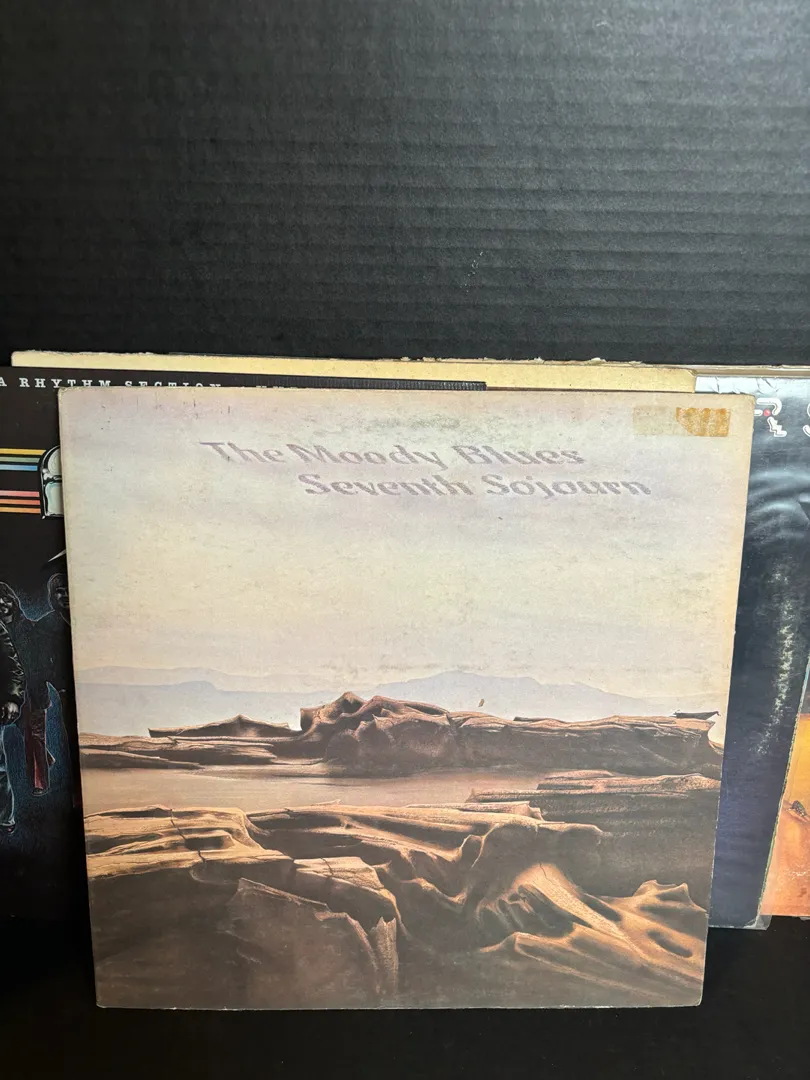 A RHYTHM SECTION
The Moody Blues
Seventh Sojourn